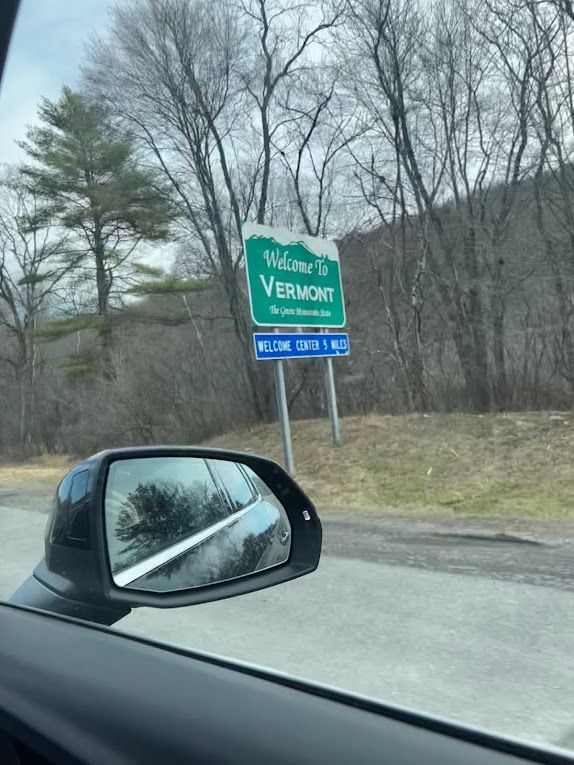 Welcome To
VERMONT
The Green Mountain State
WELCOME CENTER 5 MILES